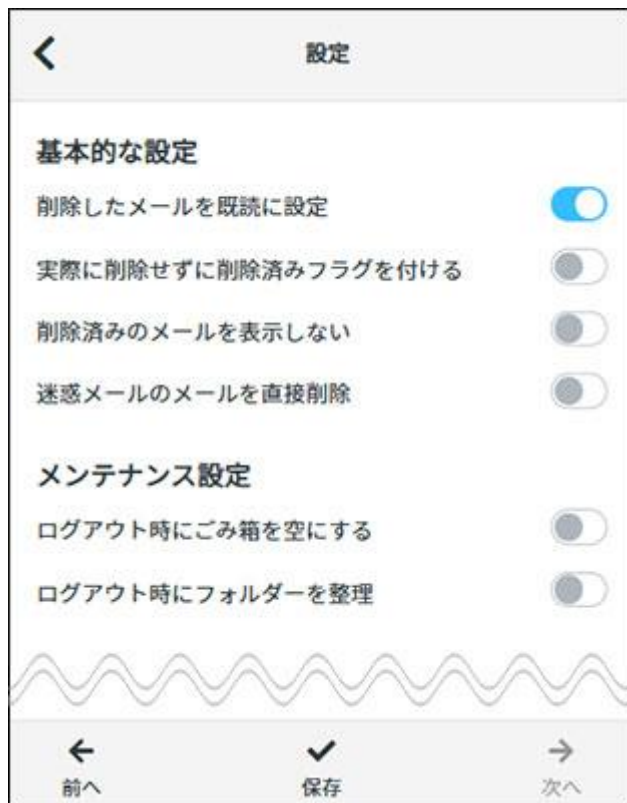 設定
基本的な設定
削除したメールを既読に設定
実際に削除せずに削除済みフラグを付ける
削除済みのメールを表示しない
迷惑メールのメールを直接削除
メンテナンス設定
ログアウト時にごみ箱を空にする
ログアウト時にフォルダーを整理
前へ 保存 次へ